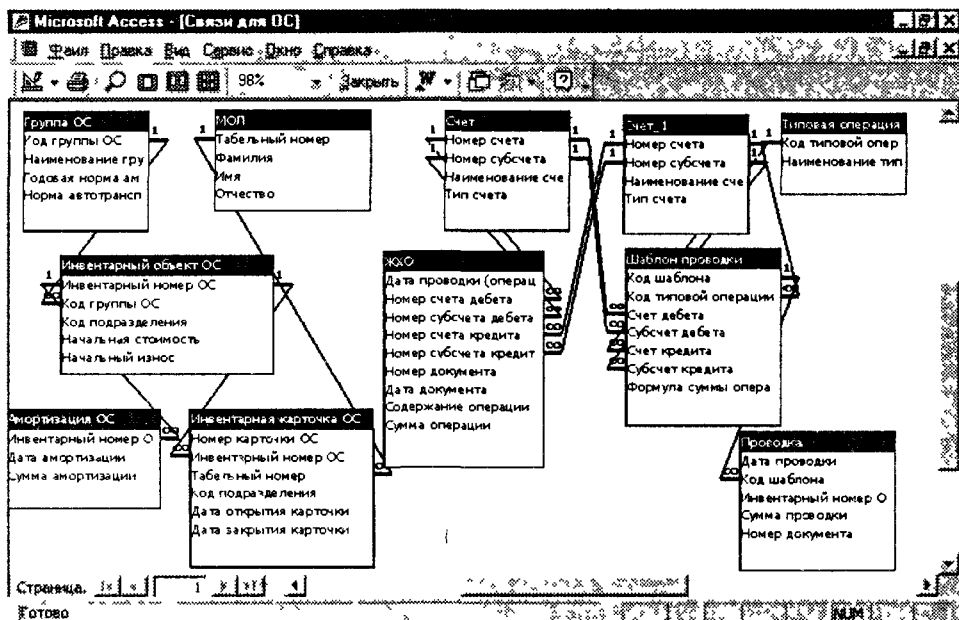 Microsoft Access - [Связи для ОС]
Файл Правка Вид Сервис Окно Справка
98% Закрыть
Группа ОС
Код группы ОС
Наименование гру
Годовая норма ам
Норма автотрансп
МОЛ
Табельный номер
Фамилия
Имя
Отчество
Счет
Номер счета
Номер субсчета
Наименование сче
Тип счета
Счет_1
Номер счета
Номер субсчета
Наименование сче
Тип счета
Типовая операция
Код типовой опер
Наименование тип
Инвентарный объект ОС
Инвентарный номер ОС
Код группы ОС
Код подразделения
Начальная стоимость
Начальный износ
ЖХО
Дата проводки (операц
Номер счета дебета
Номер субсчета дебета
Номер счета кредита
Номер субсчета кредит
Номер документа
Дата документа
Содержание операции
Сумма операции
Шаблон проводки
Код шаблона
Код типовой операции
Счет дебета
Субсчет дебета
Счет кредита
Субсчет кредита
Формула суммы опера
Амортизация ОС
Инвентарный номер О
Дата амортизации
Сумма амортизации
Инвентарная карточка ОС
Номер карточки ОС
Инвентарный номер ОС
Табельный номер
Код подразделения
Дата открытия карточки
Дата закрытия карточки
Проводка
Дата проводки
Код шаблона
Инвентарный номер О
Сумма проводки
Номер документа
Страница: 1
Готово NUM